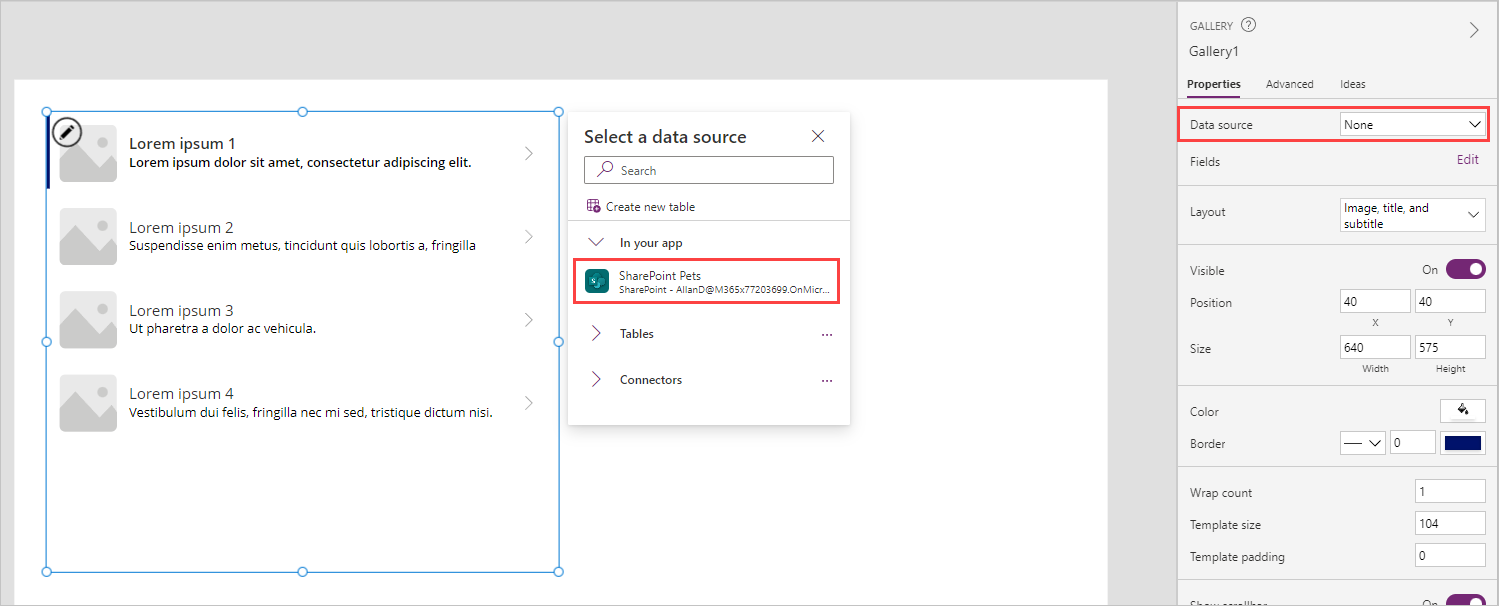 Lorem ipsum 1
Lorem ipsum dolor sit amet, consectetur adipiscing elit.
Lorem ipsum 2
Suspendisse enim metus, tincidunt quis lobortis a, fringilla
Lorem ipsum 3
Ut pharetra a dolor ac vehicula.
Lorem ipsum 4
Vestibulum dui felis, fringilla nec mi sed, tristique dictum nisi.
Select a data source
Search
Create new table
In your app
SharePoint Pets
SharePoint - AllanD@M365x77203699.OnMicr...
Tables
...
Connectors
...
GALLERY ?
Gallery1
Properties Advanced Ideas
Data source None
Fields Edit
Layout Image, title, and
subtitle
Visible On
Position 40 40
X Y
Size 640 575
Width Height
Color
Border 0
Wrap count 1
Template size 104
Template padding 0
Show scrollbar On